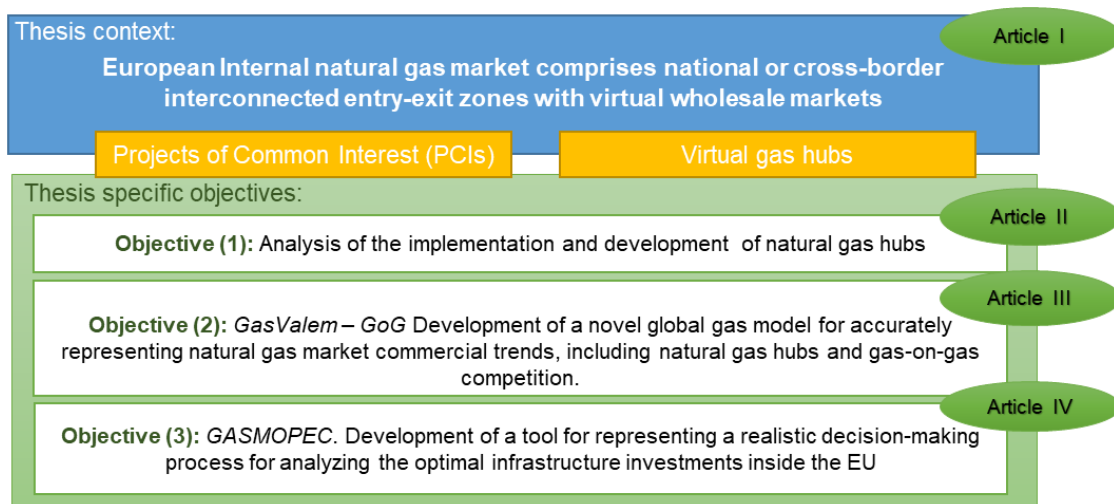 Thesis context:
Article I
European Internal natural gas market comprises national or cross-border
interconnected entry-exit zones with virtual wholesale markets
Projects of Common Interest (PCIs)
Virtual gas hubs
Thesis specific objectives:
Article II
Objective (1): Analysis of the implementation and development of natural gas hubs
Article III
Objective (2): GasValem – GoG Development of a novel global gas model for accurately
representing natural gas market commercial trends, including natural gas hubs and gas-on-gas
competition.
Article IV
Objective (3): GASMOPEC. Development of a tool for representing a realistic decision-making
process for analyzing the optimal infrastructure investments inside the EU